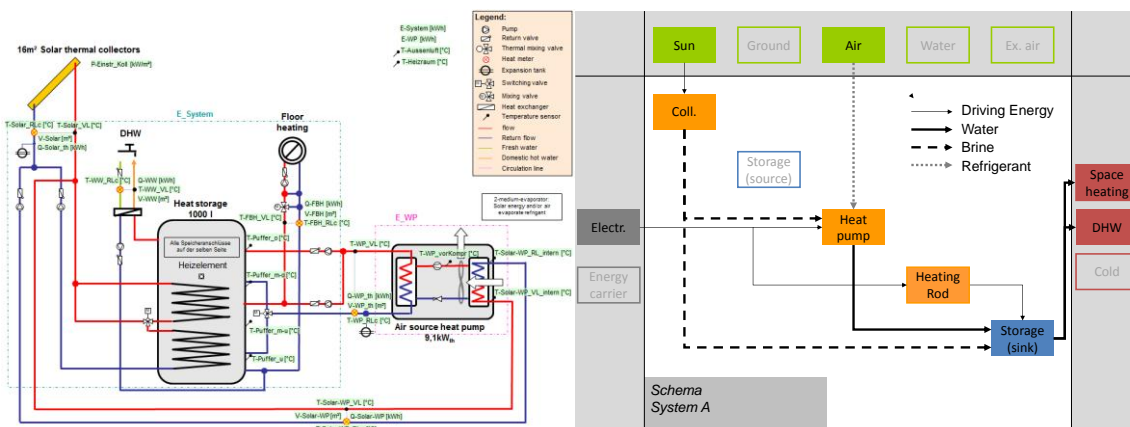 16m² Solar thermal collectors
P-Einstr_Koll [kW/m²]
E-System [kWh]
E-WP [kWh]
T-Aussenluft [°C]
T-Heizraum [°C]
Legend:
Pump
Return valve
Thermal mixing valve
Heat meter
Expansion tank
Switching valve
Mixing valve
Heat exchanger
Temperature sensor
flow
Return flow
Fresh water
Domestic hot water
Circulation line
T-Solar_RLc [°C]
T-Solar_VL [°C]
V-Solar [m³]
Q-Solar_th [kWh]
E_System
DHW
Floor
heating
T-WW_RLc [°C]
Q-WW [kWh]
T-WW_VL [°C]
V-WW [m³]
Heat storage
1000 l
Alle Speicheranschlüsse
auf der selben Seite.
Heizelement
T-FBH_VL [°C]
Q-FBH [kWh]
V-FBH [m³]
T-FBH_RLc [°C]
2-medium-evaporator:
Solar energy and/or air
evaporate refrigant
E_WP
T-Puffer_o [°C]
T-Puffer_m-o [°C]
T-Puffer_m-u [°C]
T-Puffer_u [°C]
T-WP_VL [°C]
T-WP_vorKompr [°C]
T-Solar-WP_RL_intern [°C]
T-Solar-WP_VL_intern [°C]
Q-WP_th [kWh]
V-WP_th [m³]
T-WP_RLc [°C]
Air source heat pump
9,1kWth
T-Solar-WP_VL [°C]
V-Solar-WP [m³]
Q-Solar-WP [kWh]
Sun
Ground
Air
Water
Ex. air
Coll.
Driving Energy
Water
Brine
Refrigerant
Storage
(source)
Space
heating
Electr.
Heat
pump
DHW
Energy
carrier
Heating
Rod
Cold
Storage
(sink)
Schema
System A